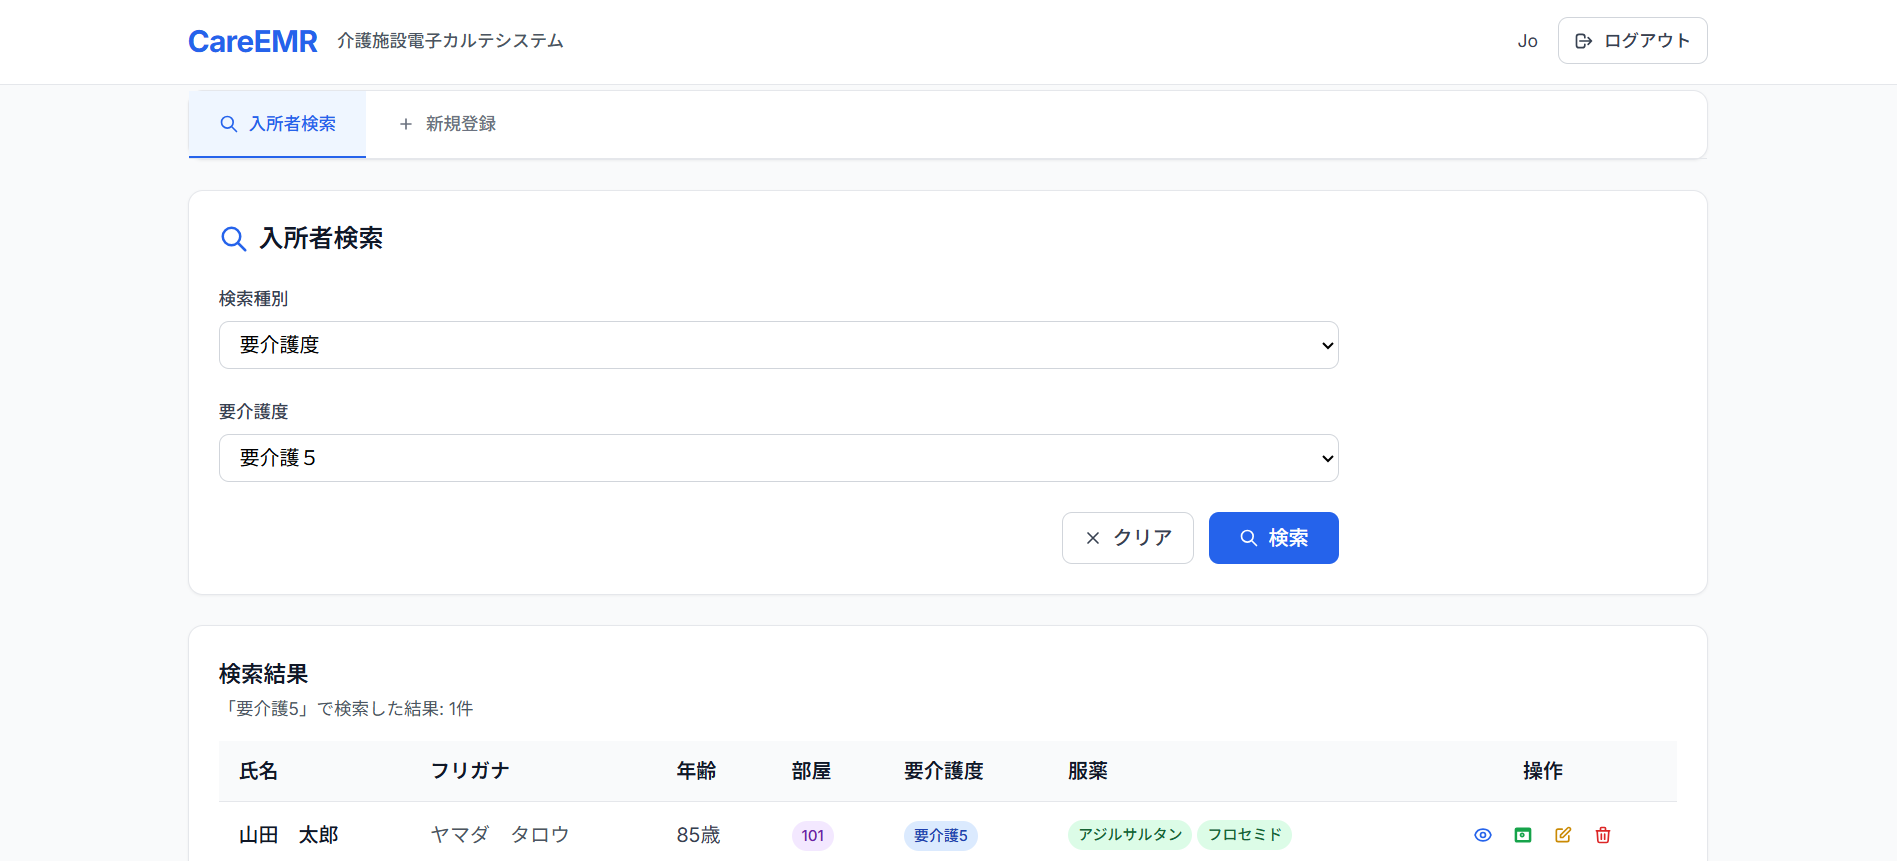 CareEMR 介護施設電子カルテシステム Jo ログアウト
入所者検索 新規登録
入所者検索
検索種別
要介護度
要介護度
要介護５
クリア 検索
検索結果
「要介護5」で検索した結果: 1件
氏名 フリガナ 年齢 部屋 要介護度 服薬 操作
山田　太郎 ヤマダ　タロウ 85歳 101 要介護5 アジルサルタン フロセミド